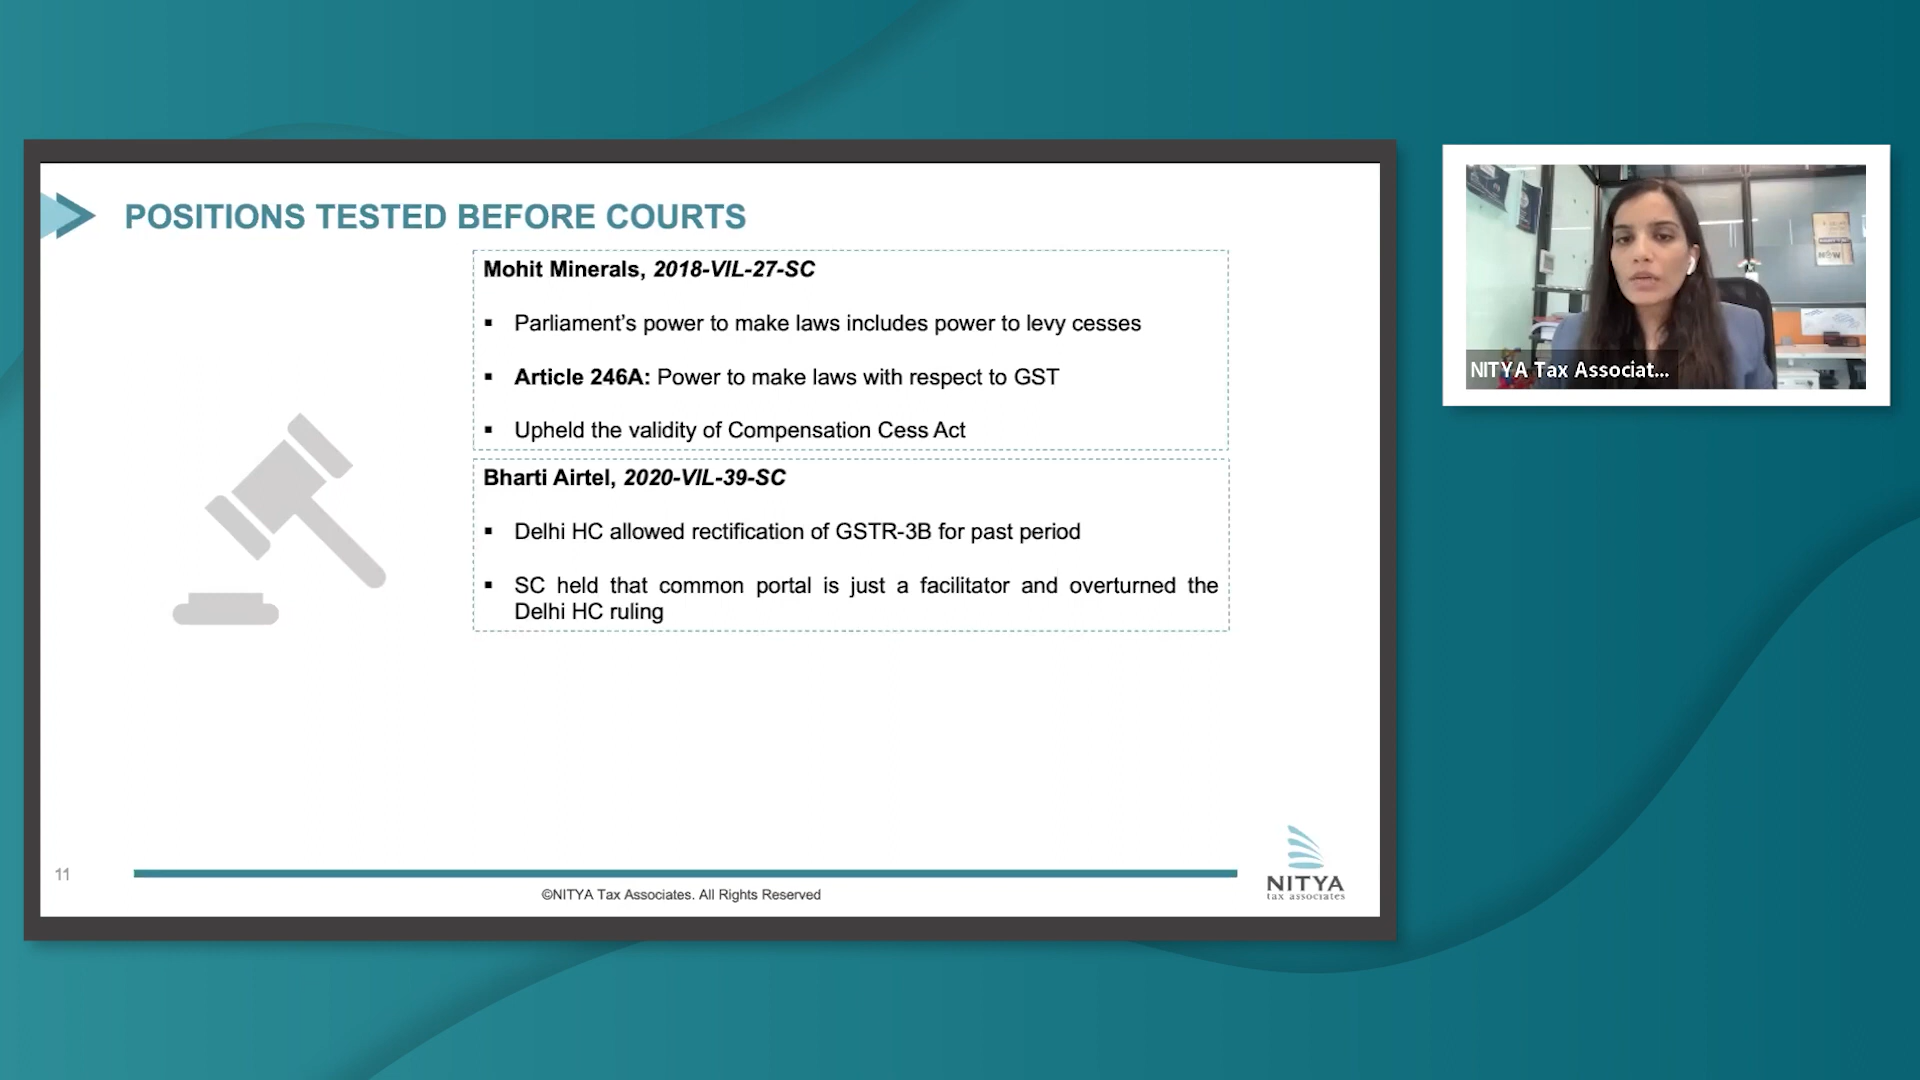 POSITIONS TESTED BEFORE COURTS
Mohit Minerals, 2018-VIL-27-SC
▪ Parliament’s power to make laws includes power to levy cesses
▪ Article 246A: Power to make laws with respect to GST
▪ Upheld the validity of Compensation Cess Act
Bharti Airtel, 2020-VIL-39-SC
▪ Delhi HC allowed rectification of GSTR-3B for past period
▪ SC held that common portal is just a facilitator and overturned the
Delhi HC ruling
11
©NITYA Tax Associates. All Rights Reserved
NITYA
tax associates
NITYA Tax Associat...